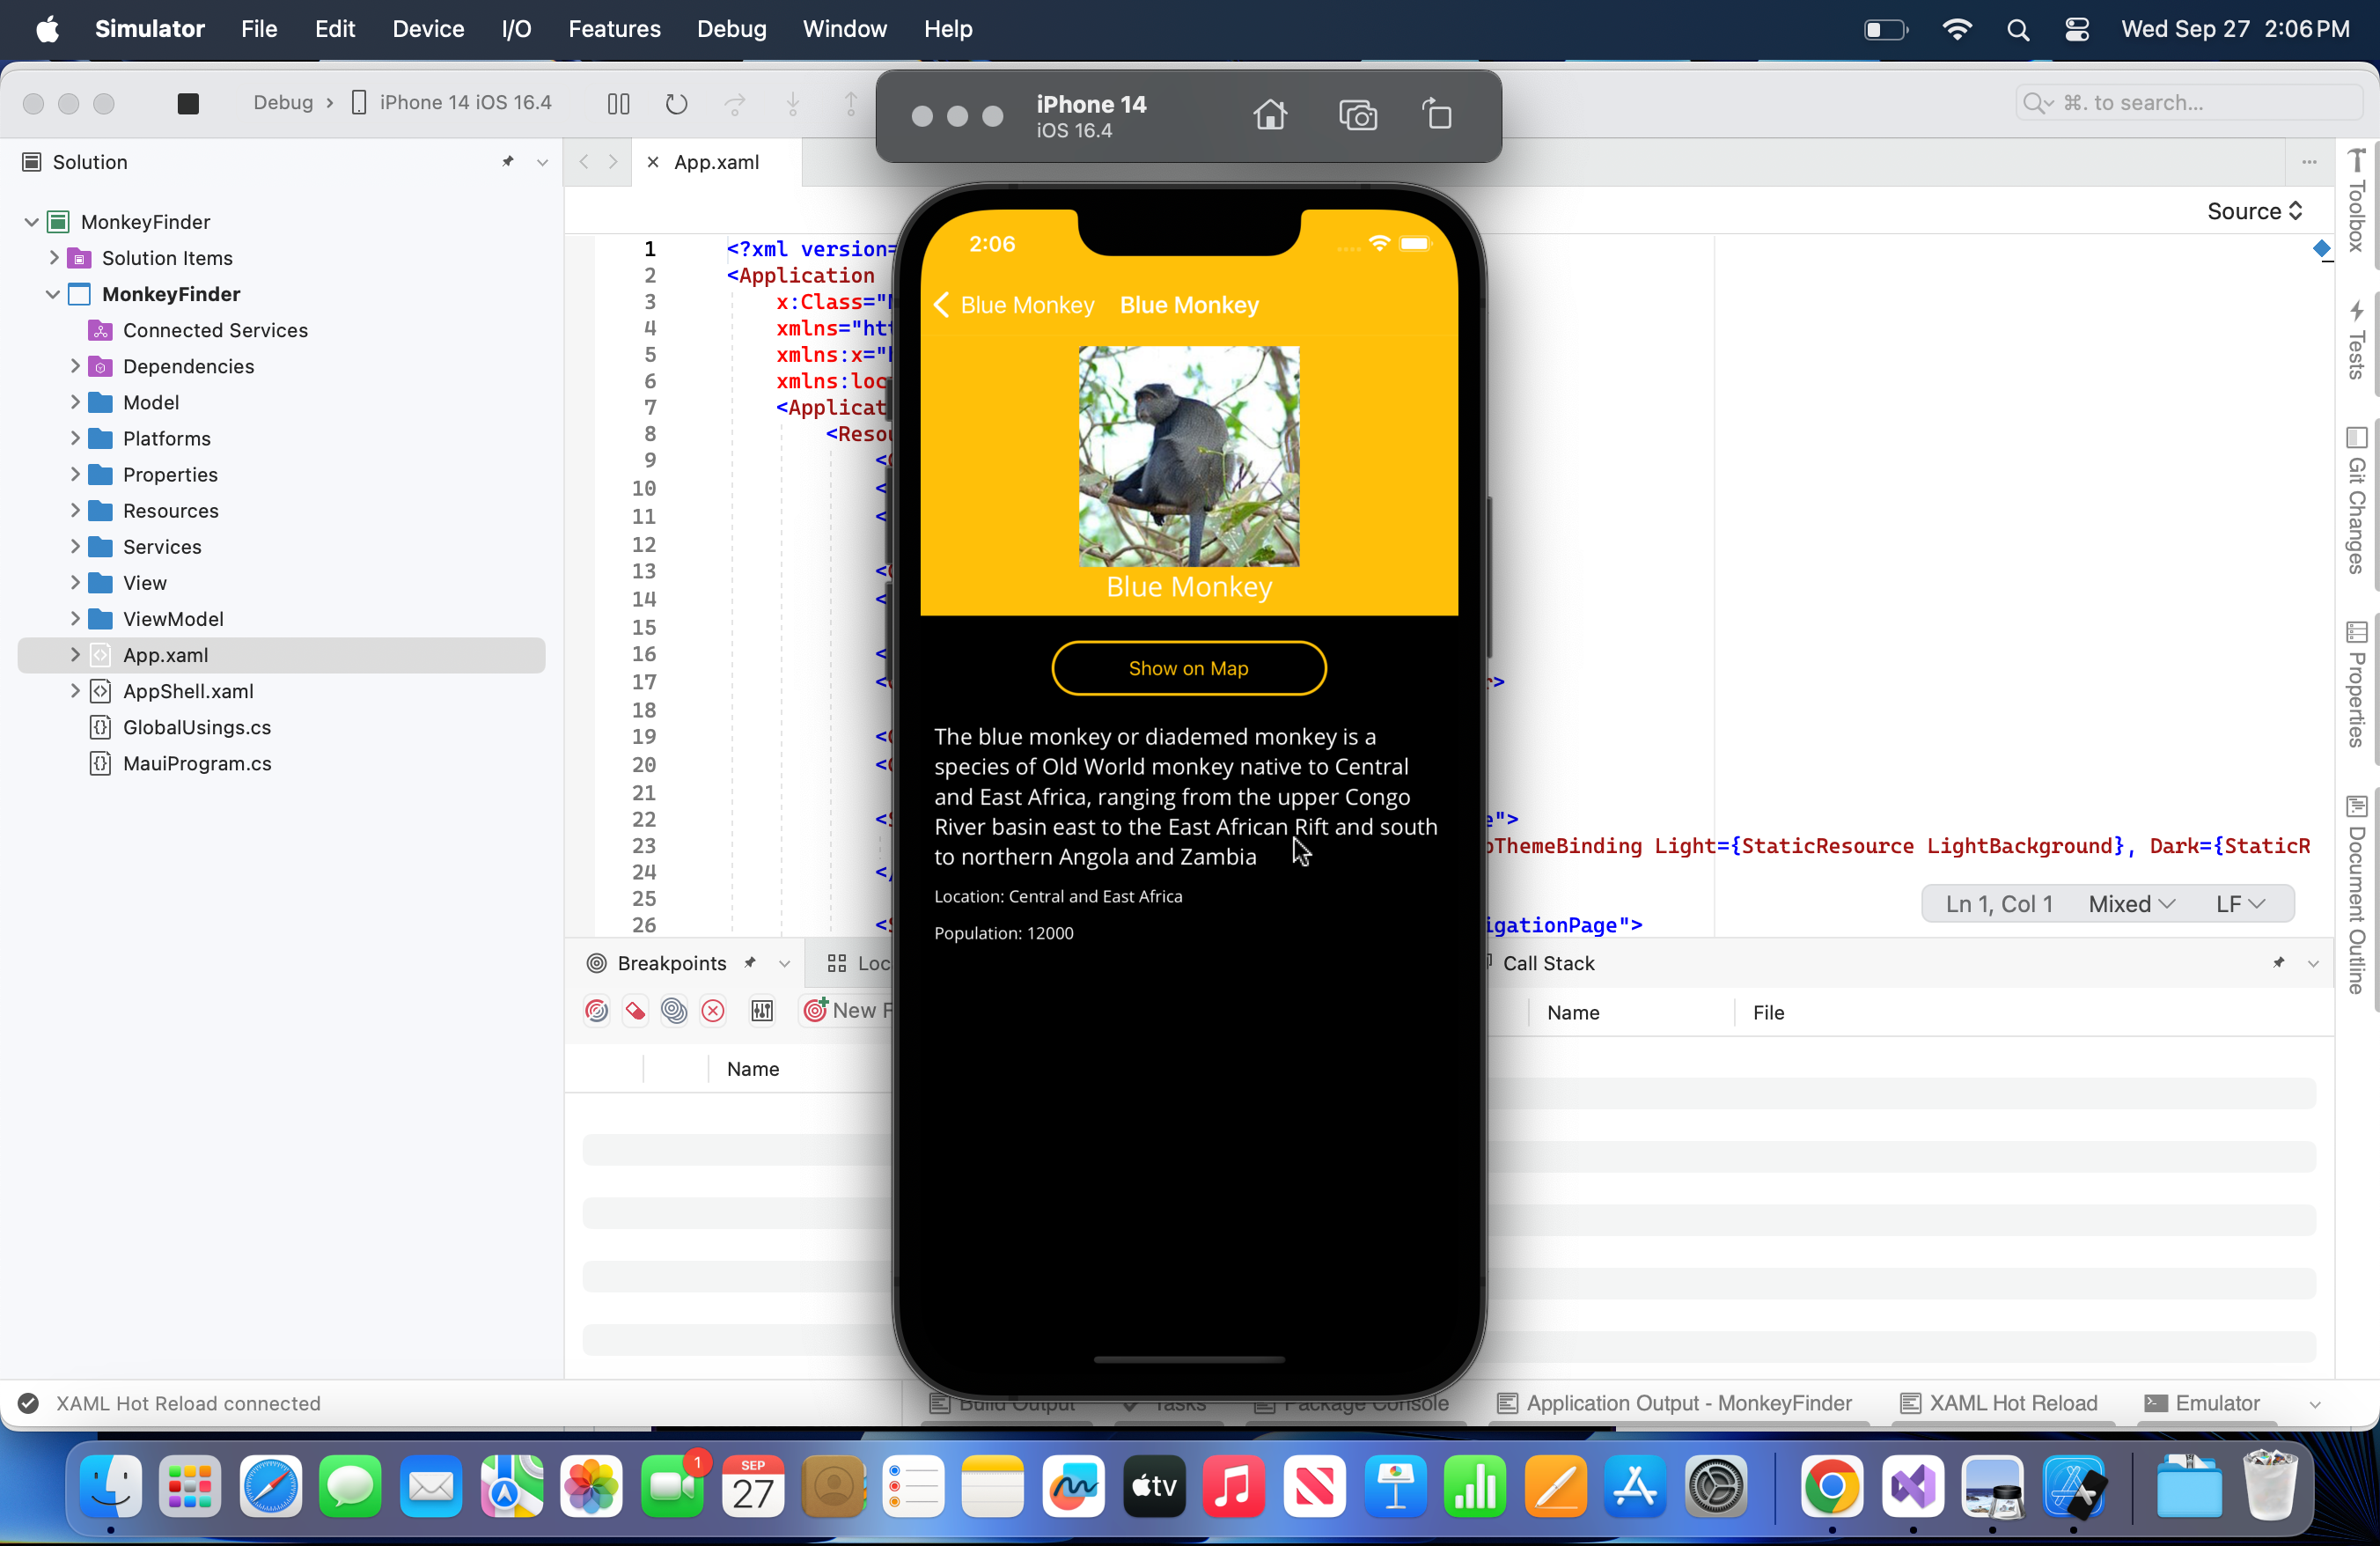 Simulator File Edit Device I/O Features Debug Window Help Wed Sep 27 2:06 PM
Debug › iPhone 14 iOS 16.4
iPhone 14
iOS 16.4
⌘. to search...
Solution
App.xaml
Source
MonkeyFinder
Solution Items
MonkeyFinder
Connected Services
Dependencies
Model
Platforms
Properties
Resources
Services
View
ViewModel
App.xaml
AppShell.xaml
GlobalUsings.cs
MauiProgram.cs
1 <?xml version=
2 <Application
3 x:Class="
4 xmlns="htt
5 xmlns:x="
6 xmlns:loc
7 <Applicat
8 <Resou
9 <
10 <
11 <
12
13 <
14 <
15
16 <
17 < >
18
19 <
20 <
21
22 < ">
23 ThemeBinding Light={StaticResource LightBackground}, Dark={StaticR
24 </
25
26 < igationPage">
Ln 1, Col 1 Mixed LF
2:06
Blue Monkey Blue Monkey
Blue Monkey
Show on Map
The blue monkey or diademed monkey is a
species of Old World monkey native to Central
and East Africa, ranging from the upper Congo
River basin east to the East African Rift and south
to northern Angola and Zambia
Location: Central and East Africa
Population: 12000
Toolbox
Tests
Git Changes
Properties
Document Outline
Breakpoints Loc
New F
Name
Call Stack
Name File
XAML Hot Reload connected
Build Output Tasks Package Console Application Output - MonkeyFinder XAML Hot Reload Emulator
1
SEP
27
tv